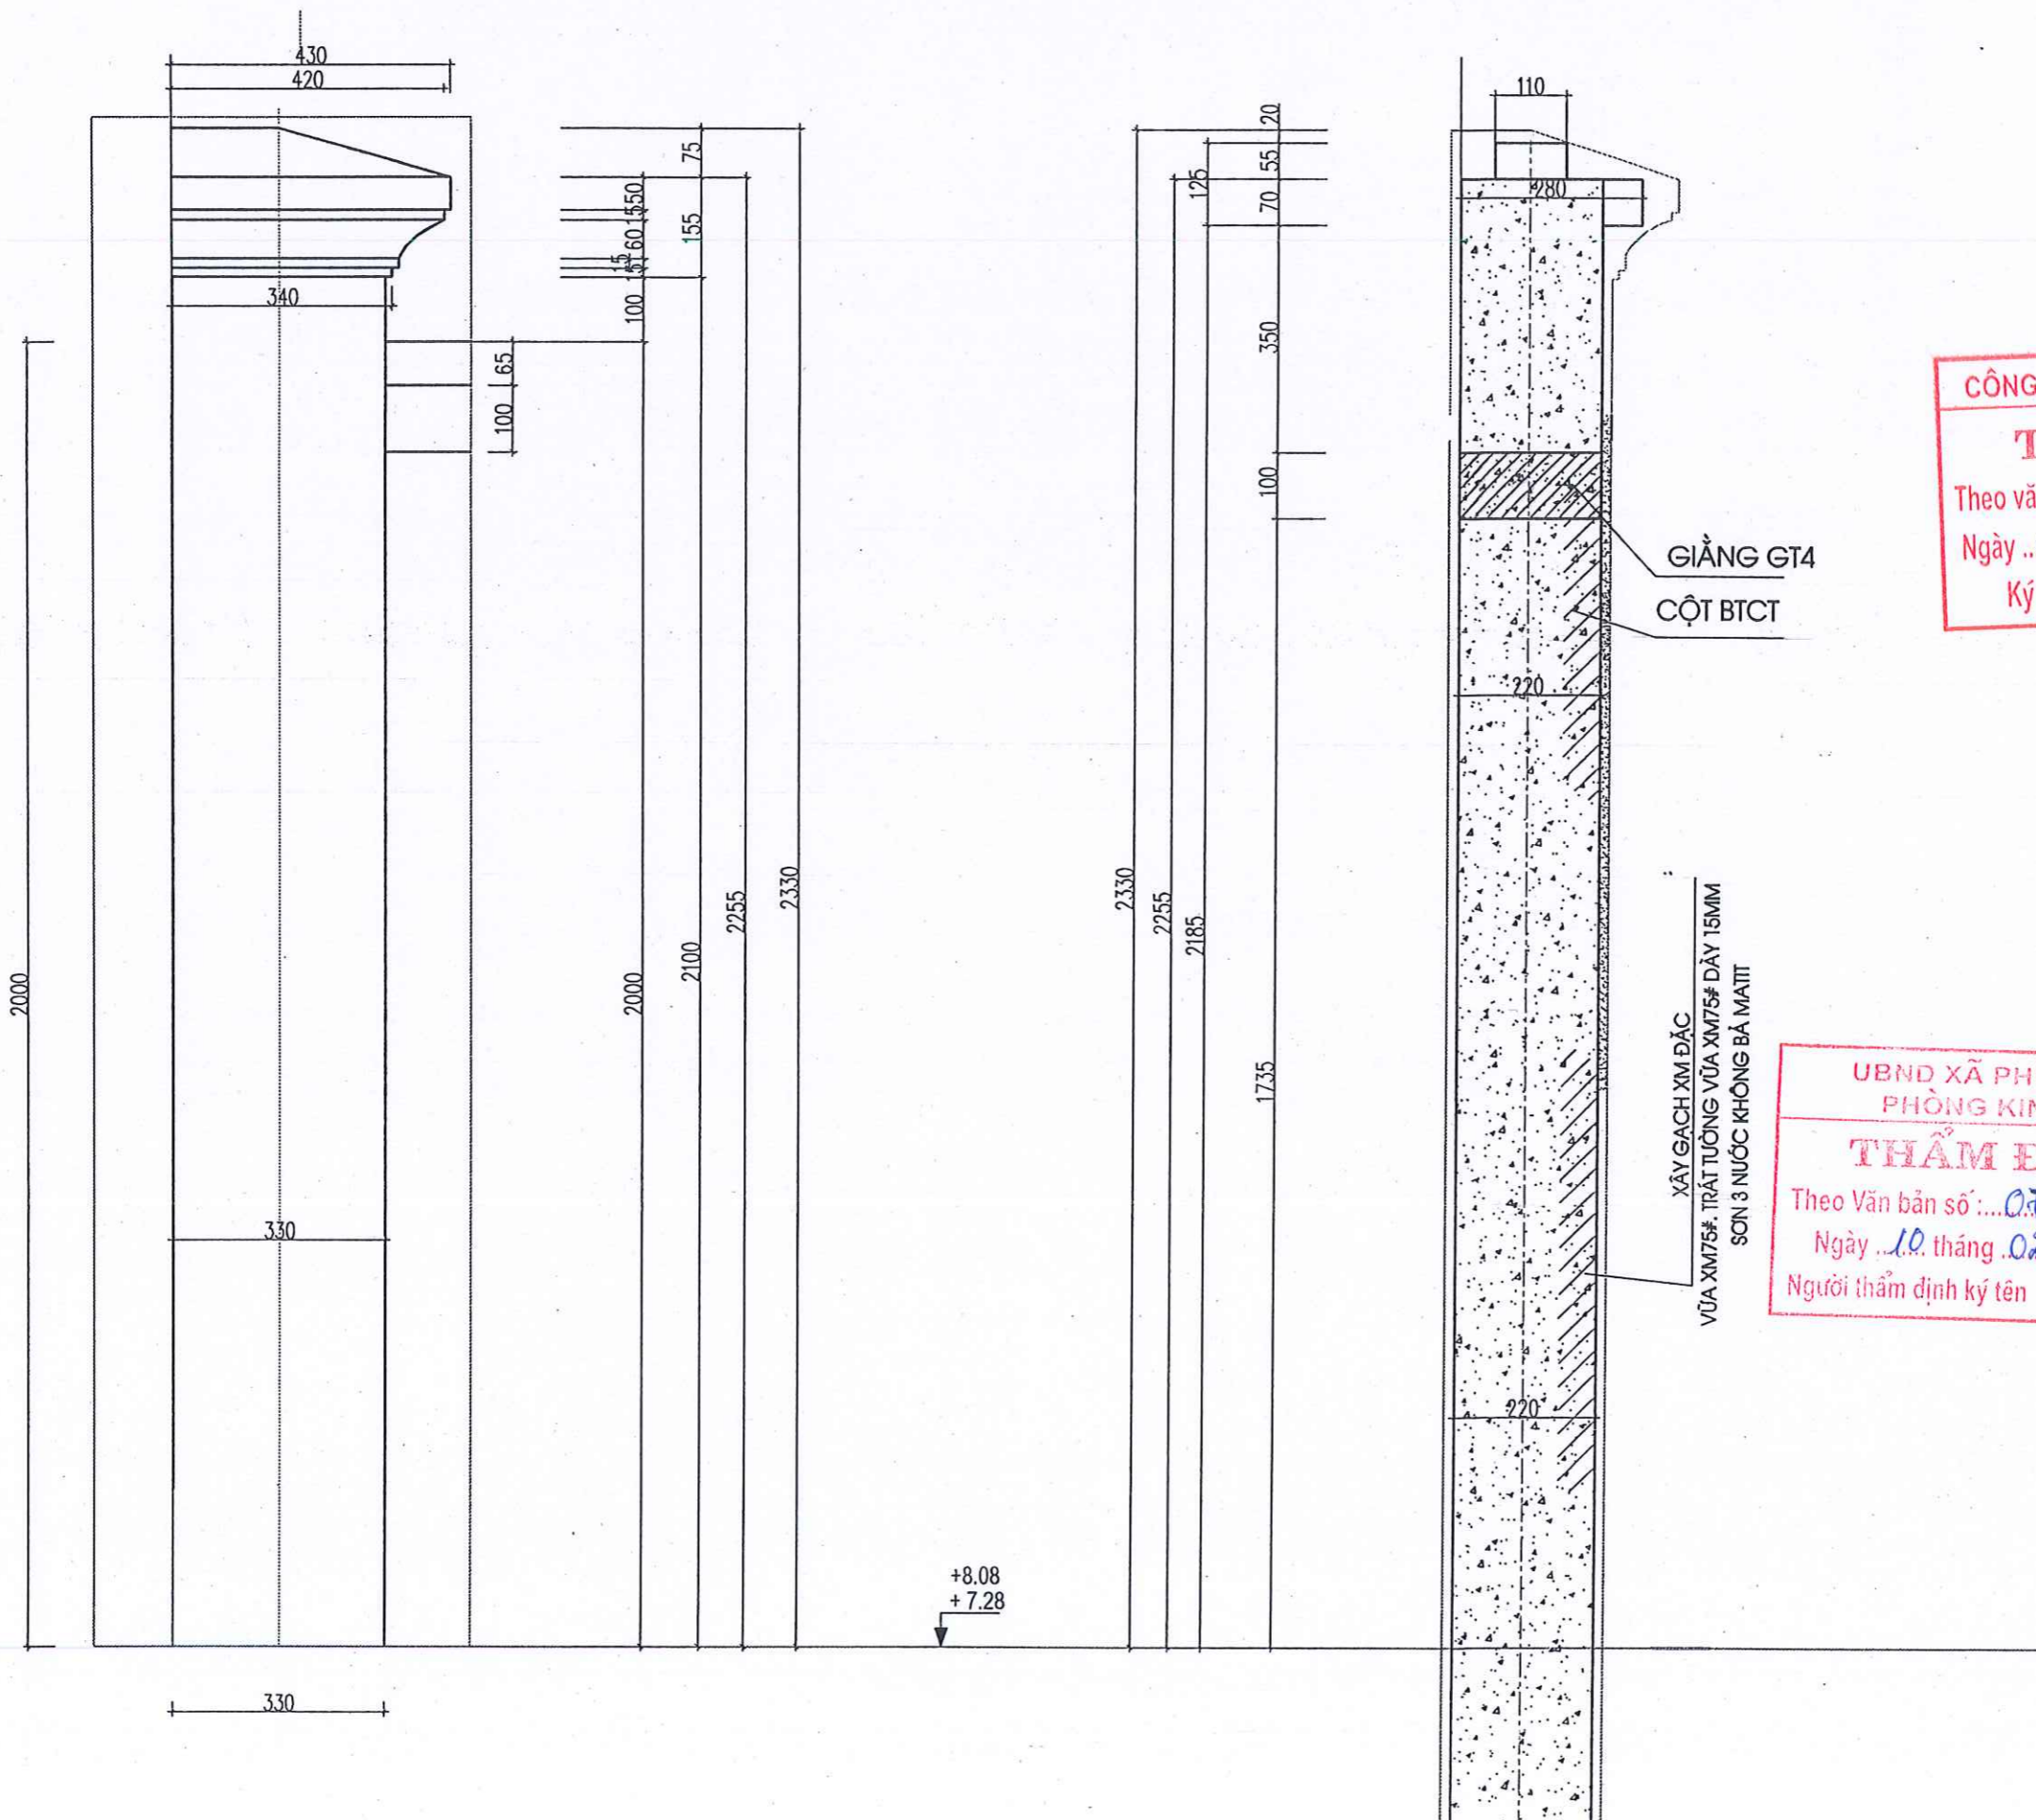 430
420
340
75
1550
60
155
15
15
100
65
100
2000
2000
2100
2255
2330
330
330
+8.08
+7.28
110
20
55
125
70
280
350
100
2330
2255
2185
1735
220
220
GIẰNG GT4
CỘT BTCT
XÂY GẠCH XM ĐẶC
VỮA XM75#, TRÁT TƯỜNG VỮA XM75# DÀY 15MM
SƠN 3 NƯỚC KHÔNG BẢ MATIT
CÔNG
T
Theo vă
Ngày ..
Ký
UBND XÃ PH
PHÒNG KIN
THẨM Đ
Theo Văn bản số :...
Ngày ..10.. tháng ..02
Người thẩm định ký tên